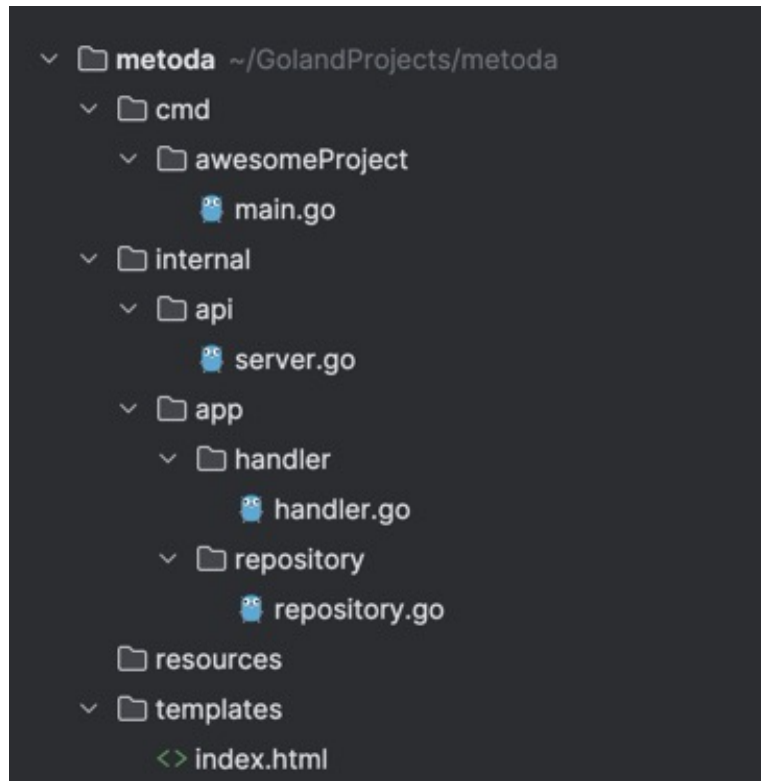 metoda ~/GolandProjects/metoda
cmd
awesomeProject
main.go
internal
api
server.go
app
handler
handler.go
repository
repository.go
resources
templates
<> index.html